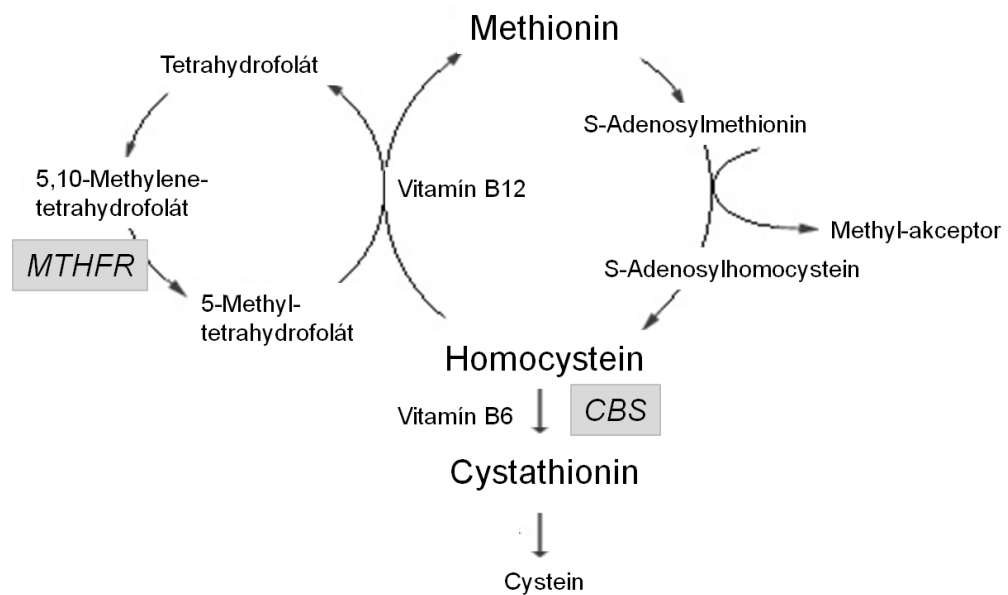 Methionin
Tetrahydrofolát
S-Adenosylmethionin
5,10-Methylene-
tetrahydrofolát
Vitamín B12
Methyl-akceptor
MTHFR
S-Adenosylhomocystein
5-Methyl-
tetrahydrofolát
Homocystein
Vitamín B6
CBS
Cystathionin
Cystein